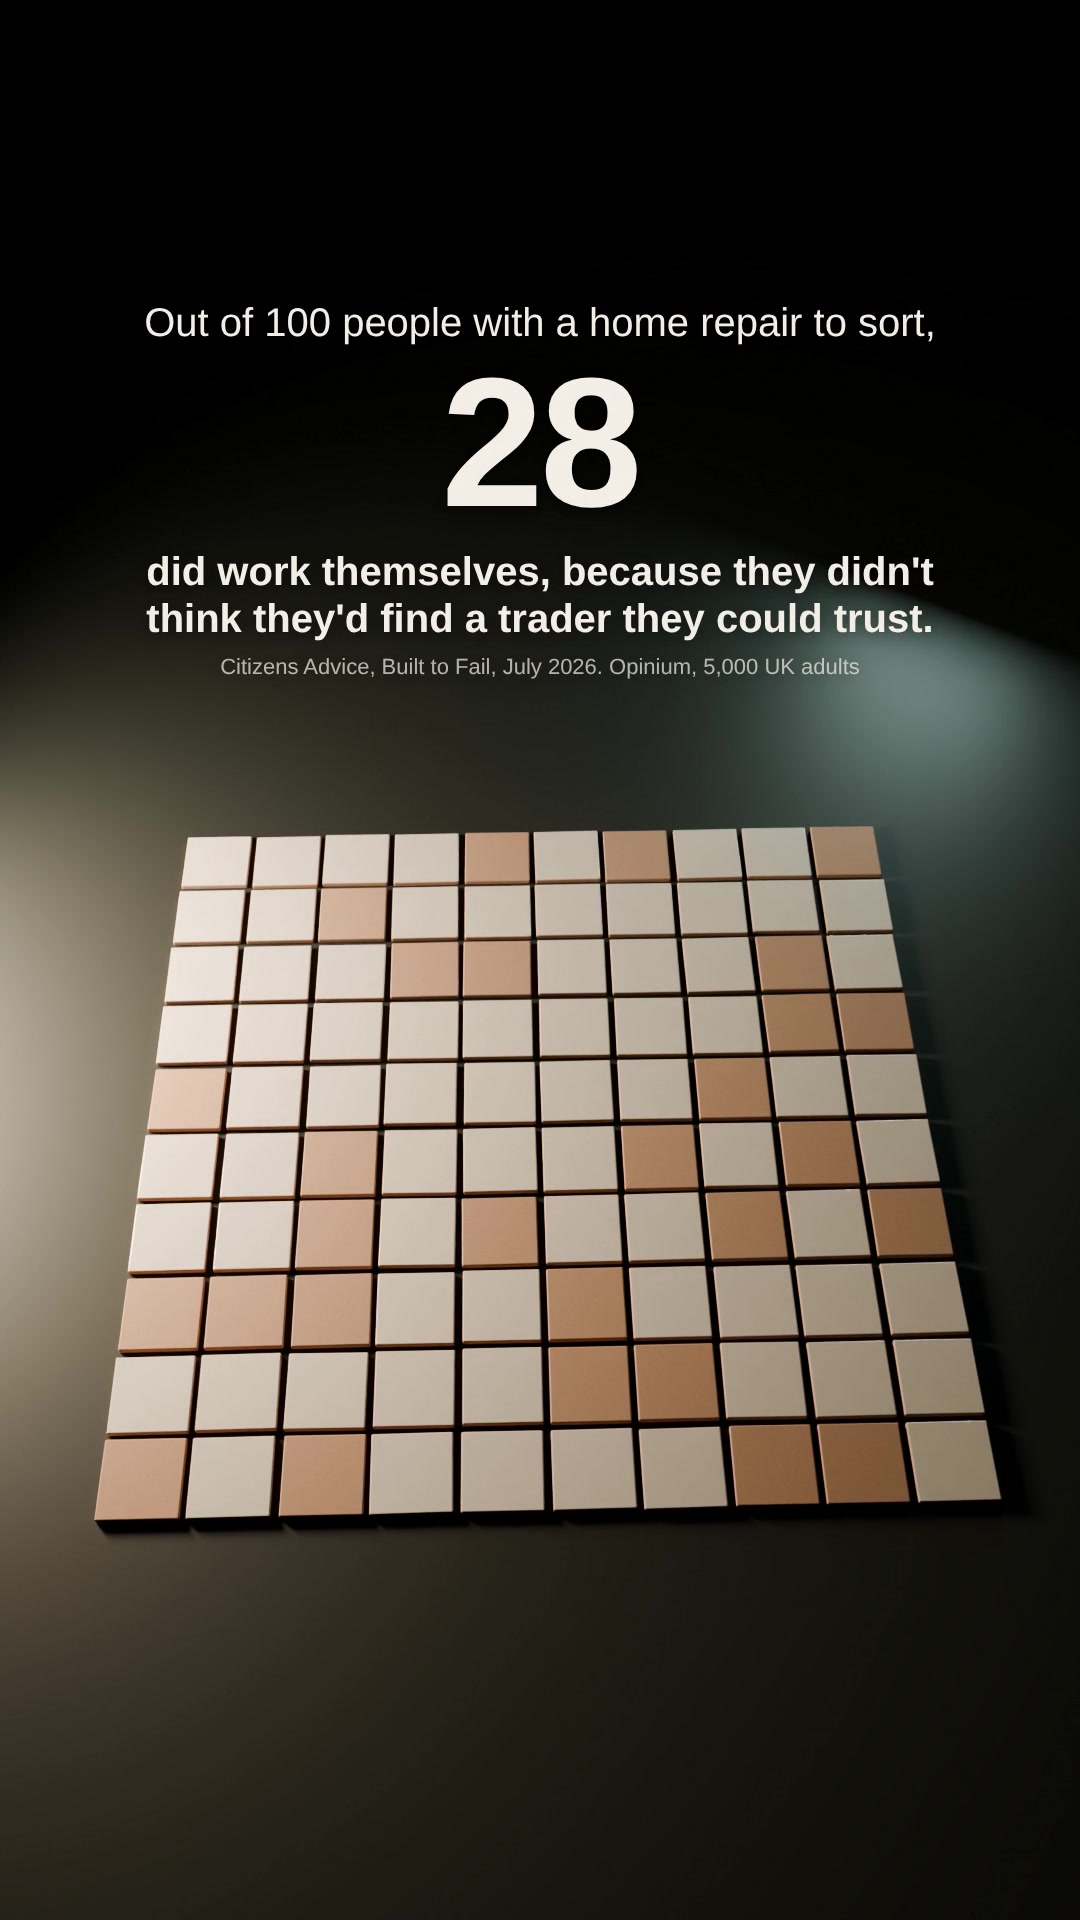 Out of 100 people with a home repair to sort,
28
did work themselves, because they didn't
think they'd find a trader they could trust.
Citizens Advice, Built to Fail, July 2026. Opinium, 5,000 UK adults